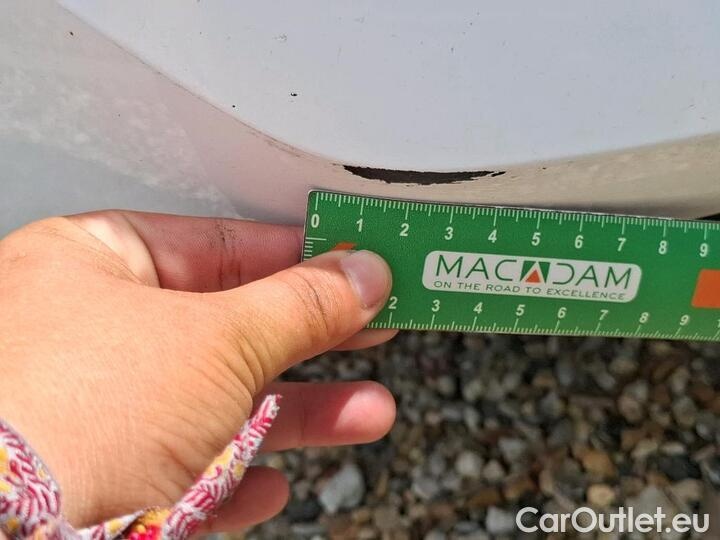 0 1 2 3 4 5 6 7 8 9
MACADAM
ON THE ROAD TO EXCELLENCE
2 3 4 5 6 7 8 9
CarOutlet.eu